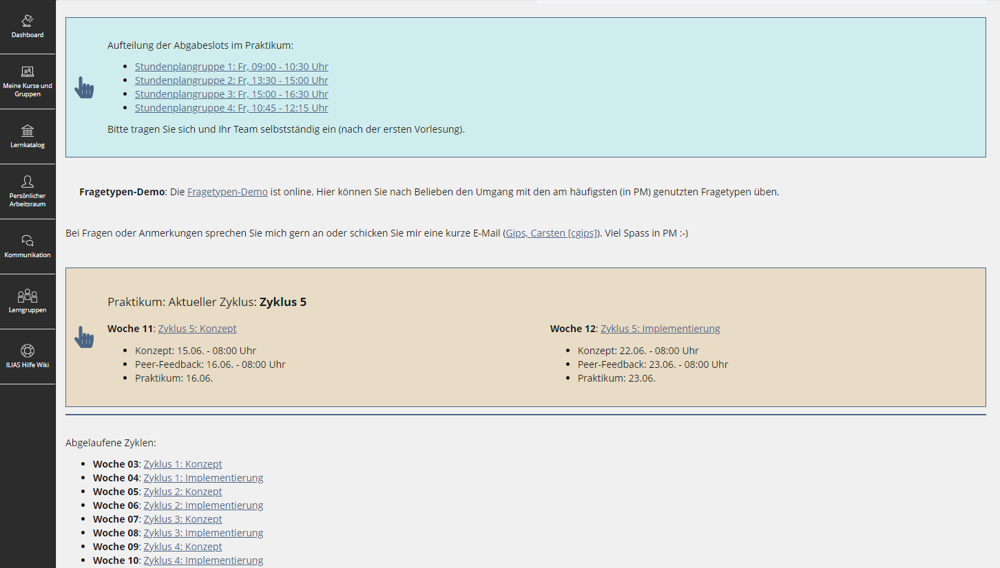 Dashboard
Meine Kurse und
Gruppen
Lernkatalog
Persönlicher
Arbeitsraum
Kommunikation
Lerngruppen
ILIAS Hilfe Wiki
Aufteilung der Abgabeslots im Praktikum:
Stundenplangruppe 1: Fr, 09:00 - 10:30 Uhr
Stundenplangruppe 2: Fr, 13:30 - 15:00 Uhr
Stundenplangruppe 3: Fr, 15:00 - 16:30 Uhr
Stundenplangruppe 4: Fr, 10:45 - 12:15 Uhr
Bitte tragen Sie sich und Ihr Team selbstständig ein (nach der ersten Vorlesung).
Fragetypen-Demo: Die Fragetypen-Demo ist online. Hier können Sie nach Belieben den Umgang mit den am häufigsten (in PM) genutzten Fragetypen üben.
Bei Fragen oder Anmerkungen sprechen Sie mich gern an oder schicken Sie mir eine kurze E-Mail (Gips, Carsten [cgips]). Viel Spass in PM :-)
Praktikum: Aktueller Zyklus: Zyklus 5
Woche 11: Zyklus 5: Konzept
Konzept: 15.06. - 08:00 Uhr
Peer-Feedback: 16.06. - 08:00 Uhr
Praktikum: 16.06.
Woche 12: Zyklus 5: Implementierung
Konzept: 22.06. - 08:00 Uhr
Peer-Feedback: 23.06. - 08:00 Uhr
Praktikum: 23.06.
Abgelaufene Zyklen:
Woche 03: Zyklus 1: Konzept
Woche 04: Zyklus 1: Implementierung
Woche 05: Zyklus 2: Konzept
Woche 06: Zyklus 2: Implementierung
Woche 07: Zyklus 3: Konzept
Woche 08: Zyklus 3: Implementierung
Woche 09: Zyklus 4: Konzept
Woche 10: Zyklus 4: Implementierung